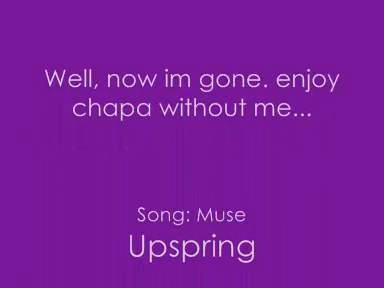 Well, now im gone. enjoy
chapa without me...
Song: Muse
Upspring